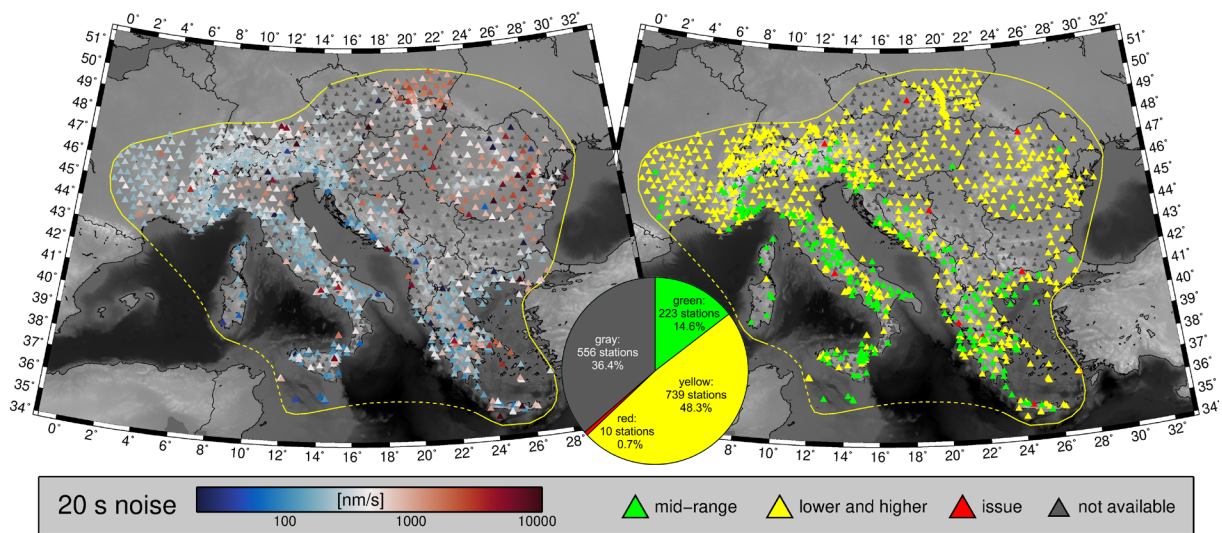 0° 2° 4° 6° 8° 10° 12° 14° 16° 18° 20° 22° 24° 26° 28° 30° 32°
0° 2° 4° 6° 8° 10° 12° 14° 16° 18° 20° 22° 24° 26° 28° 30° 32°
51°
50°
49°
48°
47°
46°
45°
44°
43°
42°
41°
40°
39°
38°
37°
36°
35°
34°
51°
50°
49°
48°
47°
46°
45°
44°
43°
42°
41°
40°
39°
38°
37°
36°
35°
34°
green:
223 stations
14.6%
gray:
556 stations
36.4%
yellow:
739 stations
48.3%
red:
10 stations
0.7%
0° 2° 4° 6° 8° 10° 12° 14° 16° 18° 20° 22° 24° 26° 28°
6° 8° 10° 12° 14° 16° 18° 20° 22° 24° 26° 28° 30° 32°
20 s noise
[nm/s]
100 1000 10000
mid-range
lower and higher
issue
not available